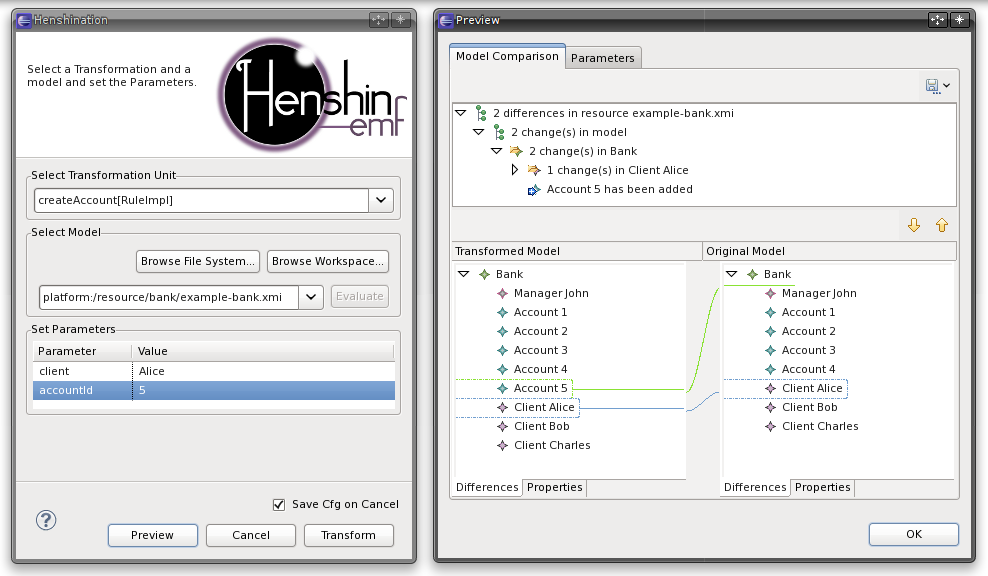 Henshination
Select a Transformation and a
model and set the Parameters.
Henshin
emf
Select Transformation Unit
createAccount[RuleImpl]
Select Model
Browse File System...
Browse Workspace...
platform:/resource/bank/example-bank.xmi
Evaluate
Set Parameters
Parameter Value
client Alice
accountId 5
Save Cfg on Cancel
?
Preview
Cancel
Transform
Preview
Model Comparison
Parameters
2 differences in resource example-bank.xmi
2 change(s) in model
2 change(s) in Bank
1 change(s) in Client Alice
Account 5 has been added
Transformed Model
Original Model
Bank
Manager John
Account 1
Account 2
Account 3
Account 4
Account 5
Client Alice
Client Bob
Client Charles
Differences
Properties
Bank
Manager John
Account 1
Account 2
Account 3
Account 4
Client Alice
Client Bob
Client Charles
Differences
Properties
OK